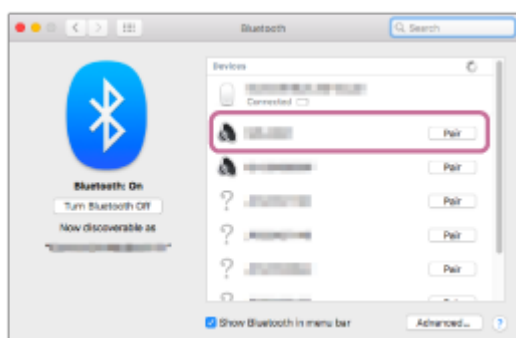 Bluetooth
Search
Devices
Connected
Pair
Pair
Bluetooth: On
Turn Bluetooth Off
Pair
Now discoverable as
Pair
Pair
Show Bluetooth in menu bar
Advanced...
?